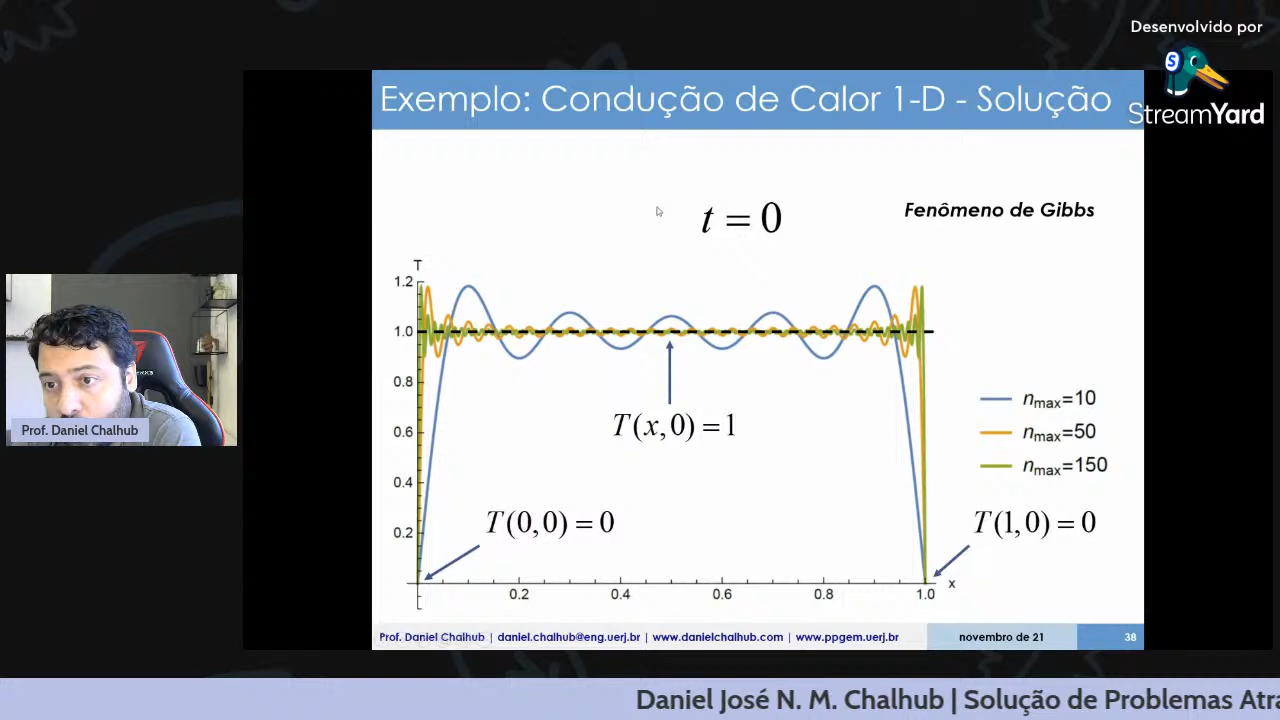 Desenvolvido por
StreamYard
Exemplo: Condução de Calor 1-D - Solução
t = 0
Fenômeno de Gibbs
T
1.2
1.0
0.8
0.6
0.4
0.2
T(x,0) = 1
n_max=10
n_max=50
n_max=150
T(0,0) = 0
T(1,0) = 0
0.2 0.4 0.6 0.8 1.0 x
Prof. Daniel Chalhub
Prof. Daniel Chalhub | daniel.chalhub@eng.uerj.br | www.danielchalhub.com | www.ppgem.uerj.br
novembro de 21
38
Daniel José N. M. Chalhub | Solução de Problemas Atra